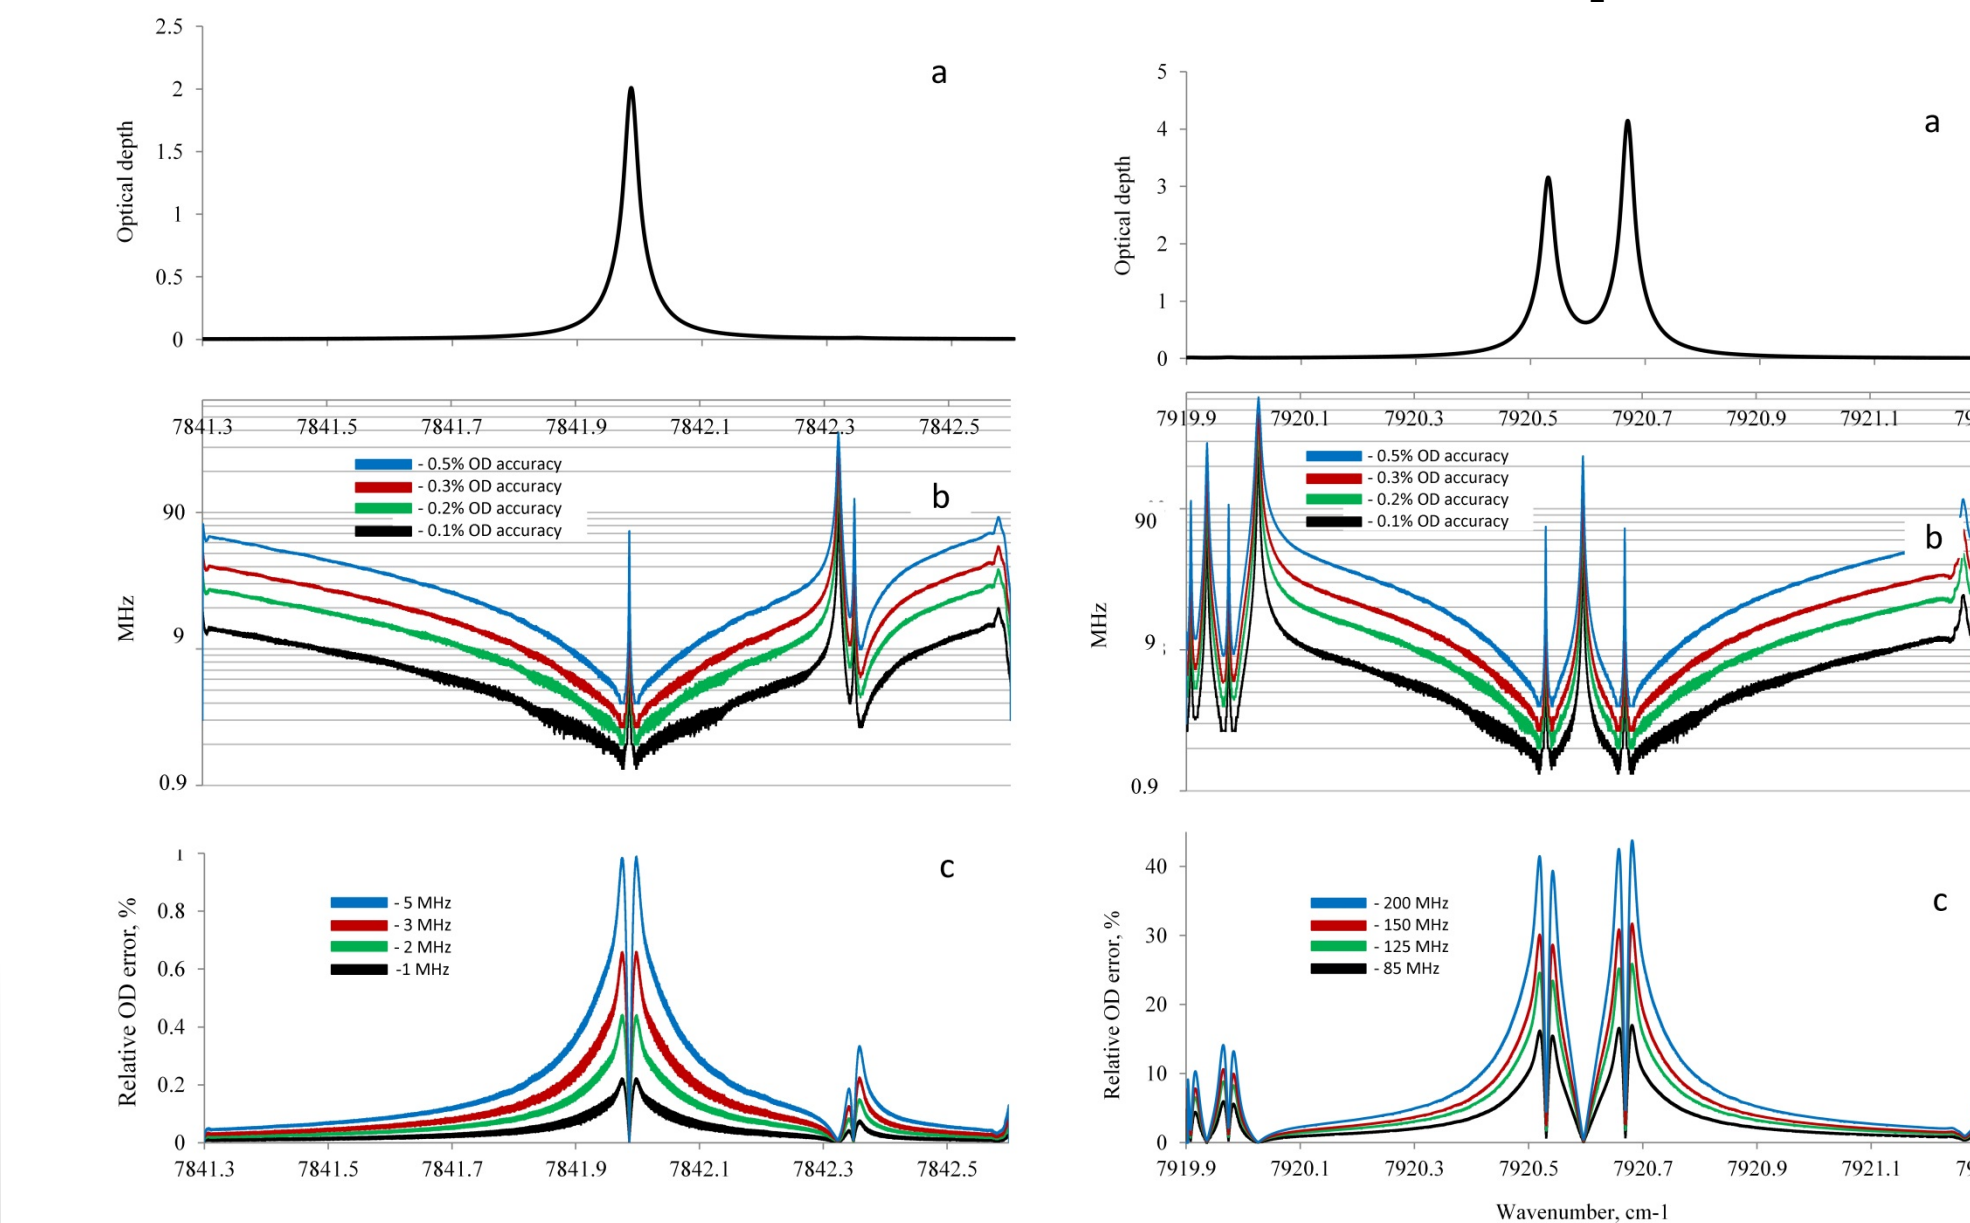 2.5
2
1.5
1
0.5
0
Optical depth
a
7841.3 7841.5 7841.7 7841.9 7842.1 7842.3 7842.5
- 0.5% OD accuracy
- 0.3% OD accuracy
- 0.2% OD accuracy
- 0.1% OD accuracy
90
9
0.9
MHz
b
1
0.8
0.6
0.4
0.2
0
Relative OD error, %
- 5 MHz
- 3 MHz
- 2 MHz
-1 MHz
c
7841.3 7841.5 7841.7 7841.9 7842.1 7842.3 7842.5
5
4
3
2
1
0
Optical depth
a
7919.9 7920.1 7920.3 7920.5 7920.7 7920.9 7921.1
- 0.5% OD accuracy
- 0.3% OD accuracy
- 0.2% OD accuracy
- 0.1% OD accuracy
90
9
0.9
MHz
b
40
30
20
10
0
Relative OD error, %
- 200 MHz
- 150 MHz
- 125 MHz
- 85 MHz
c
7919.9 7920.1 7920.3 7920.5 7920.7 7920.9 7921.1
Wavenumber, cm-1